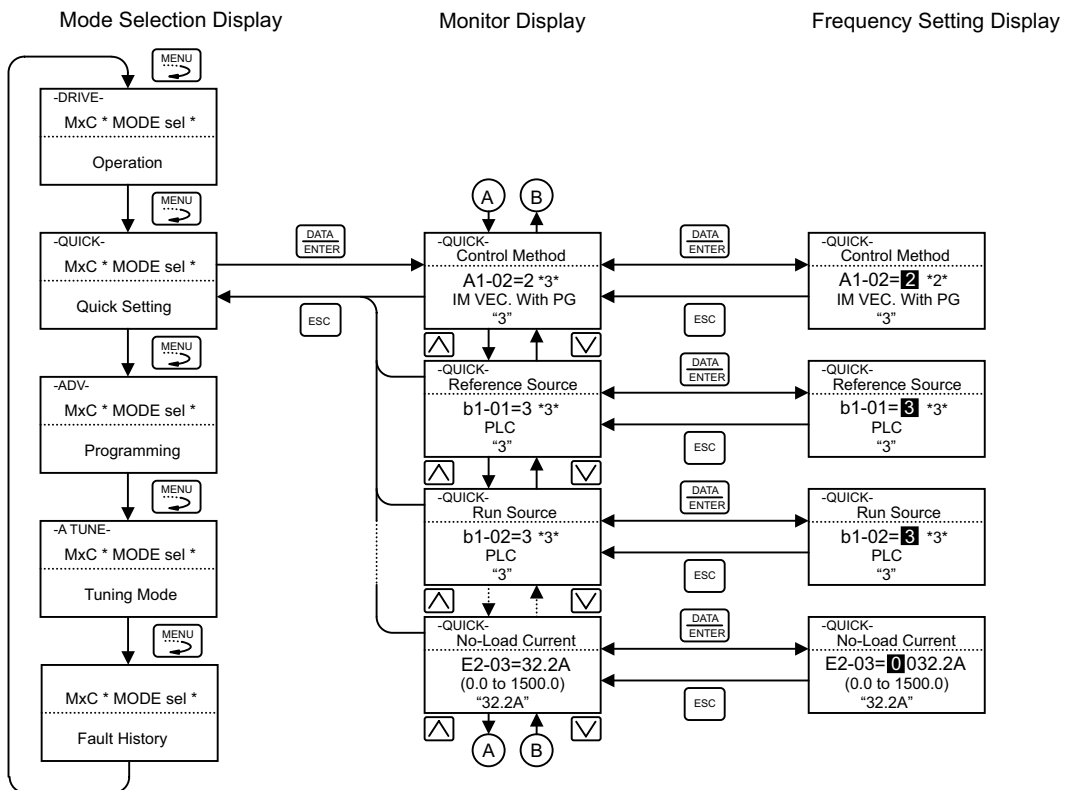 Mode Selection Display
Monitor Display
Frequency Setting Display
MENU
-DRIVE-
MxC * MODE sel *
Operation
MENU
-QUICK-
MxC * MODE sel *
Quick Setting
MENU
-ADV-
MxC * MODE sel *
Programming
MENU
-A TUNE-
MxC * MODE sel *
Tuning Mode
MENU
MxC * MODE sel *
Fault History
DATA
ENTER
ESC
A B
-QUICK-
Control Method
A1-02=2 *3*
IM VEC. With PG
“3”
DATA
ENTER
ESC
-QUICK-
Control Method
A1-02=2 *2*
IM VEC. With PG
“3”
-QUICK-
Reference Source
b1-01=3 *3*
PLC
“3”
DATA
ENTER
ESC
-QUICK-
Reference Source
b1-01=3 *3*
PLC
“3”
-QUICK-
Run Source
b1-02=3 *3*
PLC
“3”
DATA
ENTER
ESC
-QUICK-
Run Source
b1-02=3 *3*
PLC
“3”
-QUICK-
No-Load Current
E2-03=32.2A
(0.0 to 1500.0)
“32.2A”
DATA
ENTER
ESC
-QUICK-
No-Load Current
E2-03=0032.2A
(0.0 to 1500.0)
“32.2A”
A B